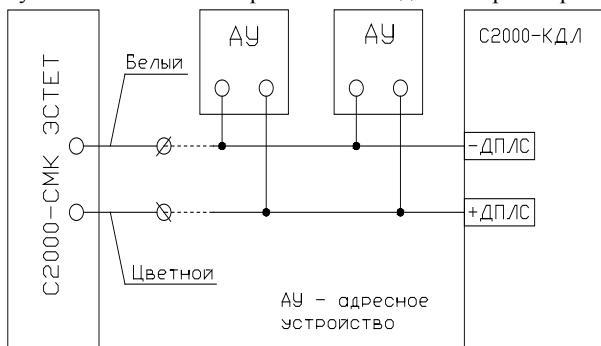 АУ
АУ
С2000-КДЛ
Белый
С2000-СМК ЭСТЕТ
-ДПЛС
+ДПЛС
Цветной
АУ - адресное
устройство